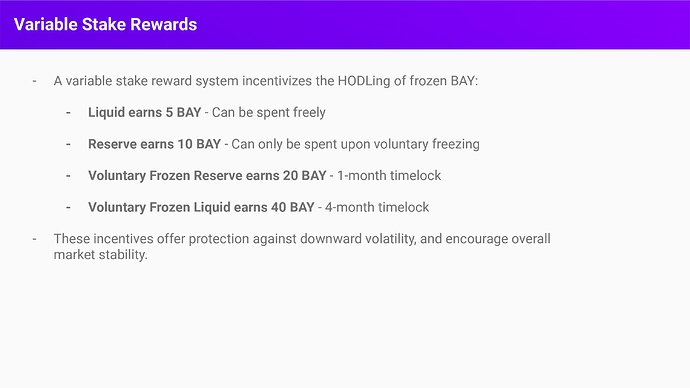 Variable Stake Rewards
- A variable stake reward system incentivizes the HODLing of frozen BAY:
- Liquid earns 5 BAY - Can be spent freely
- Reserve earns 10 BAY - Can only be spent upon voluntary freezing
- Voluntary Frozen Reserve earns 20 BAY - 1-month timelock
- Voluntary Frozen Liquid earns 40 BAY - 4-month timelock
- These incentives offer protection against downward volatility, and encourage overall
market stability.